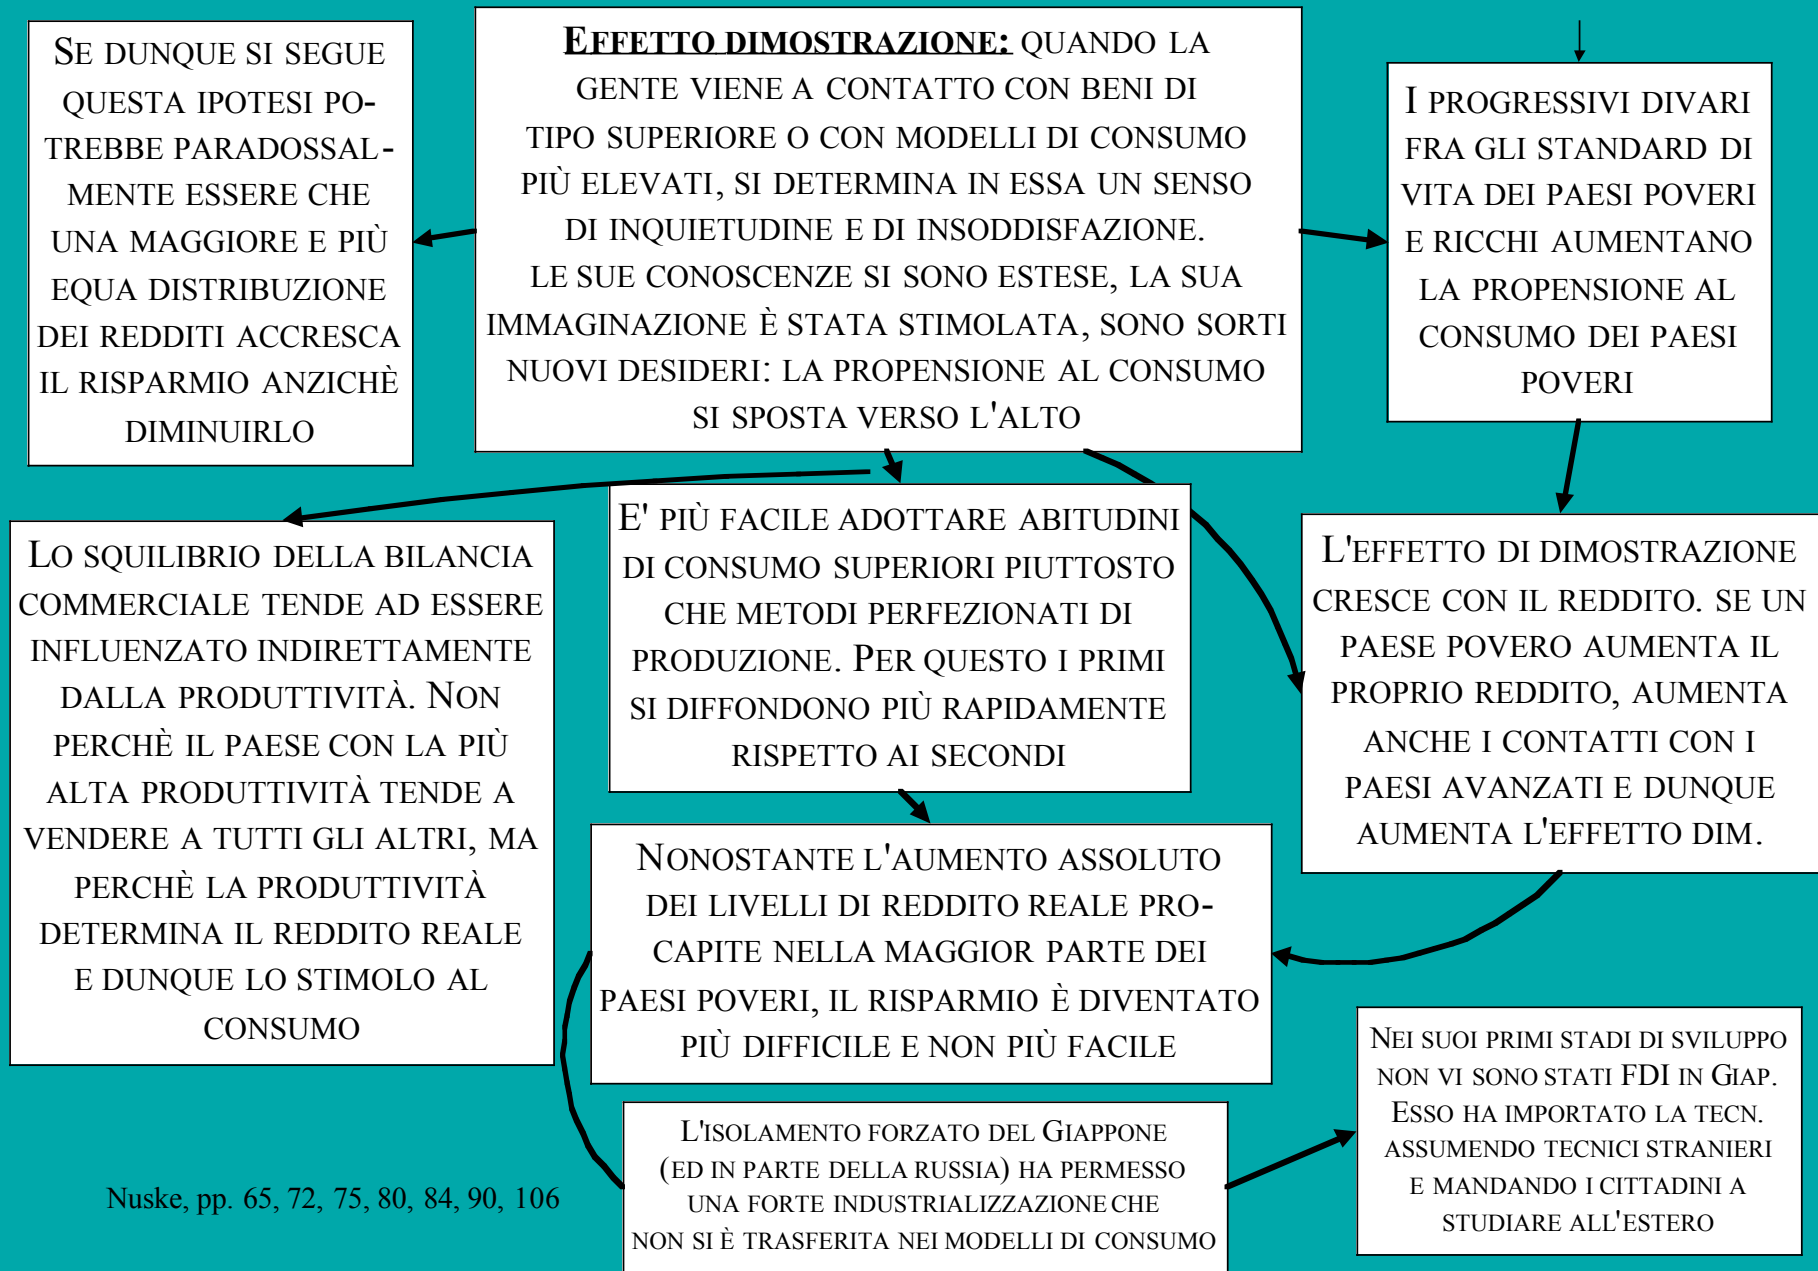 SE DUNQUE SI SEGUE
QUESTA IPOTESI PO-
TREBBE PARADOSSAL-
MENTE ESSERE CHE
UNA MAGGIORE E PIÙ
EQUA DISTRIBUZIONE
DEI REDDITI ACCRESCA
IL RISPARMIO ANZICHÈ
DIMINUIRLO
EFFETTO DIMOSTRAZIONE: QUANDO LA
GENTE VIENE A CONTATTO CON BENI DI
TIPO SUPERIORE O CON MODELLI DI CONSUMO
PIÙ ELEVATI, SI DETERMINA IN ESSA UN SENSO
DI INQUIETUDINE E DI INSODDISFAZIONE.
LE SUE CONOSCENZE SI SONO ESTESE, LA SUA
IMMAGINAZIONE È STATA STIMOLATA, SONO SORTI
NUOVI DESIDERI: LA PROPENSIONE AL CONSUMO
SI SPOSTA VERSO L'ALTO
I PROGRESSIVI DIVARI
FRA GLI STANDARD DI
VITA DEI PAESI POVERI
E RICCHI AUMENTANO
LA PROPENSIONE AL
CONSUMO DEI PAESI
POVERI
LO SQUILIBRIO DELLA BILANCIA
COMMERCIALE TENDE AD ESSERE
INFLUENZATO INDIRETTAMENTE
DALLA PRODUTTIVITÀ. NON
PERCHÈ IL PAESE CON LA PIÙ
ALTA PRODUTTIVITÀ TENDE A
VENDERE A TUTTI GLI ALTRI, MA
PERCHÈ LA PRODUTTIVITÀ
DETERMINA IL REDDITO REALE
E DUNQUE LO STIMOLO AL
CONSUMO
E' PIÙ FACILE ADOTTARE ABITUDINI
DI CONSUMO SUPERIORI PIUTTOSTO
CHE METODI PERFEZIONATI DI
PRODUZIONE. PER QUESTO I PRIMI
SI DIFFONDONO PIÙ RAPIDAMENTE
RISPETTO AI SECONDI
L'EFFETTO DI DIMOSTRAZIONE
CRESCE CON IL REDDITO. SE UN
PAESE POVERO AUMENTA IL
PROPRIO REDDITO, AUMENTA
ANCHE I CONTATTI CON I
PAESI AVANZATI E DUNQUE
AUMENTA L'EFFETTO DIM.
NONOSTANTE L'AUMENTO ASSOLUTO
DEI LIVELLI DI REDDITO REALE PRO-
CAPITE NELLA MAGGIOR PARTE DEI
PAESI POVERI, IL RISPARMIO È DIVENTATO
PIÙ DIFFICILE E NON PIÙ FACILE
L'ISOLAMENTO FORZATO DEL GIAPPONE
(ED IN PARTE DELLA RUSSIA) HA PERMESSO
UNA FORTE INDUSTRIALIZZAZIONE CHE
NON SI È TRASFERITA NEI MODELLI DI CONSUMO
NEI SUOI PRIMI STADI DI SVILUPPO
NON VI SONO STATI FDI IN GIAP.
ESSO HA IMPORTATO LA TECN.
ASSUMENDO TECNICI STRANIERI
E MANDANDO I CITTADINI A
STUDIARE ALL'ESTERO
Nuske, pp. 65, 72, 75, 80, 84, 90, 106